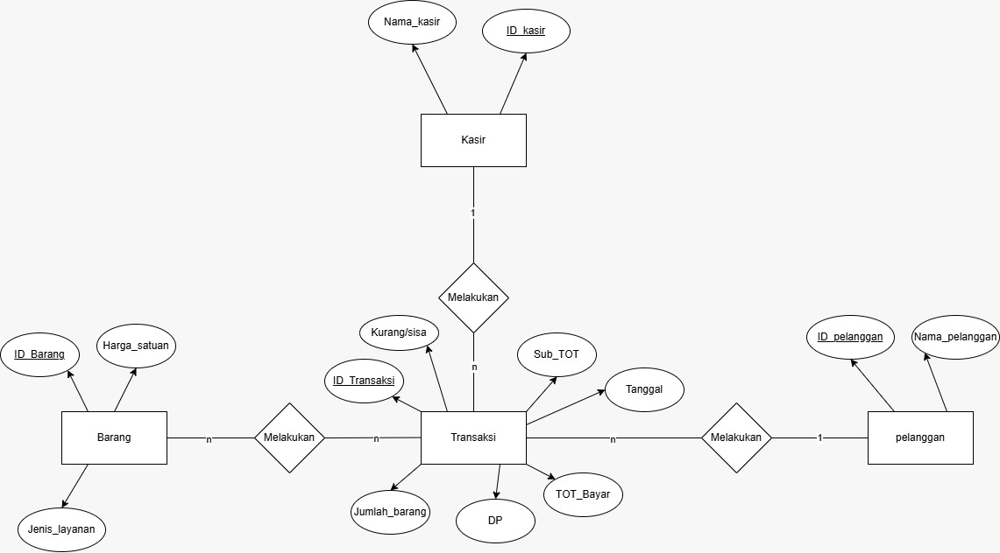 Nama_kasir
ID_kasir
Kasir
1
Melakukan
n
Kurang/sisa
ID_Transaksi
Sub_TOT
Tanggal
ID_Barang
Harga_satuan
ID_pelanggan
Nama_pelanggan
Barang
n
Melakukan
n
Transaksi
n
Melakukan
1
pelanggan
Jenis_layanan
Jumlah_barang
DP
TOT_Bayar